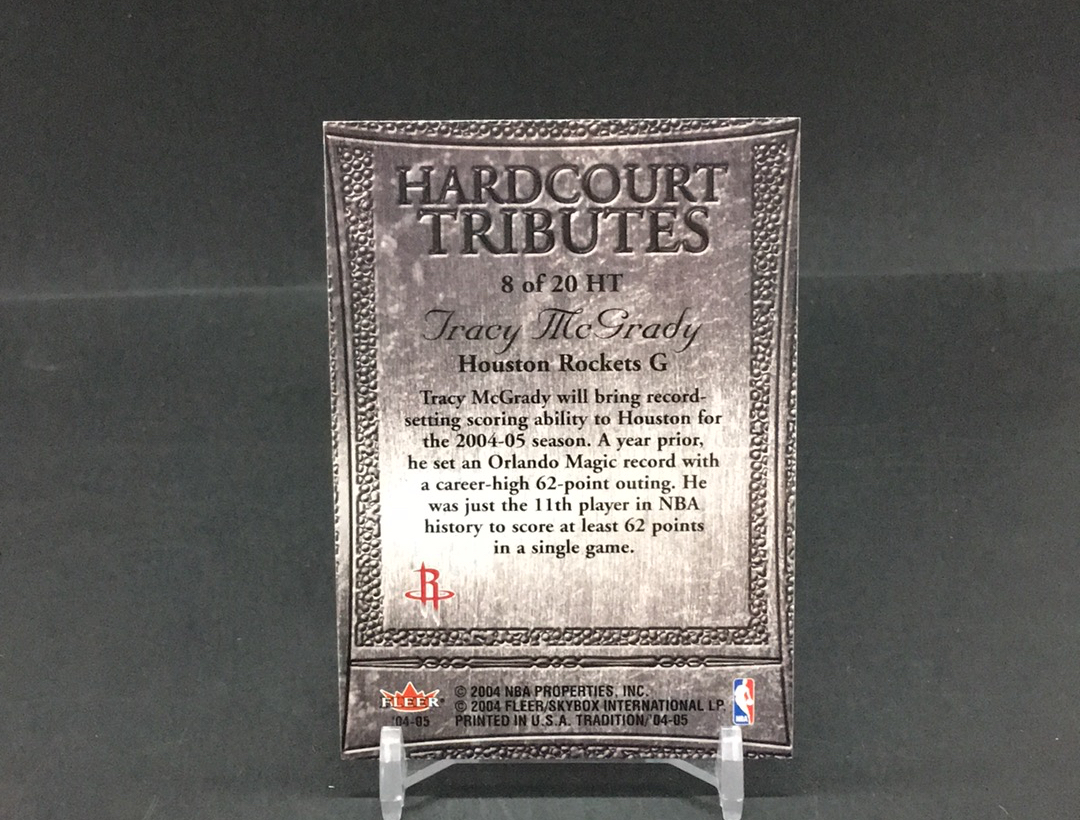 HARDCOURT
TRIBUTES
8 of 20 HT
Tracy McGrady
Houston Rockets G
Tracy McGrady will bring record-
setting scoring ability to Houston for
the 2004-05 season. A year prior,
he set an Orlando Magic record with
a career-high 62-point outing. He
was just the 11th player in NBA
history to score at least 62 points
in a single game.
R
FLEER
'04-05
© 2004 NBA PROPERTIES, INC.
© 2004 FLEER/SKYBOX INTERNATIONAL LP.
PRINTED IN U.S.A. TRADITION/'04-05
NBA